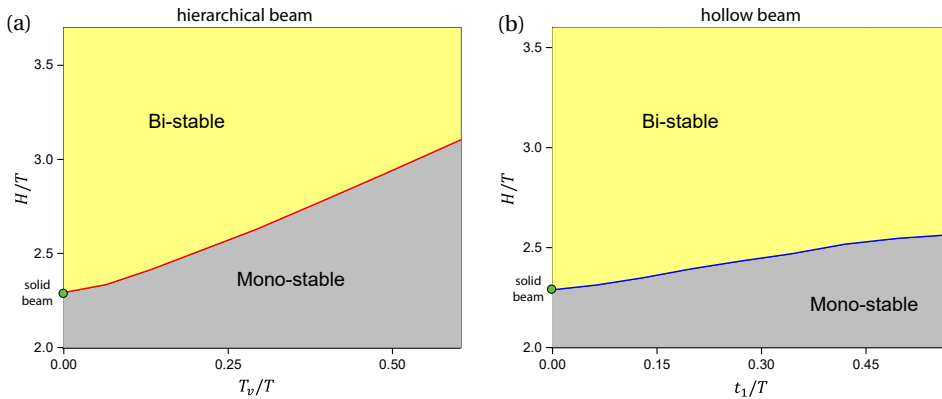 hierarchical beam
(a)
3.5
3.0
2.5
2.0
H/T
Bi-stable
Mono-stable
solid
beam
0.00
0.25
0.50
T_v/T
hollow beam
(b)
3.5
3.0
2.5
2.0
H/T
Bi-stable
Mono-stable
solid
beam
0.00
0.15
0.30
0.45
t_1/T